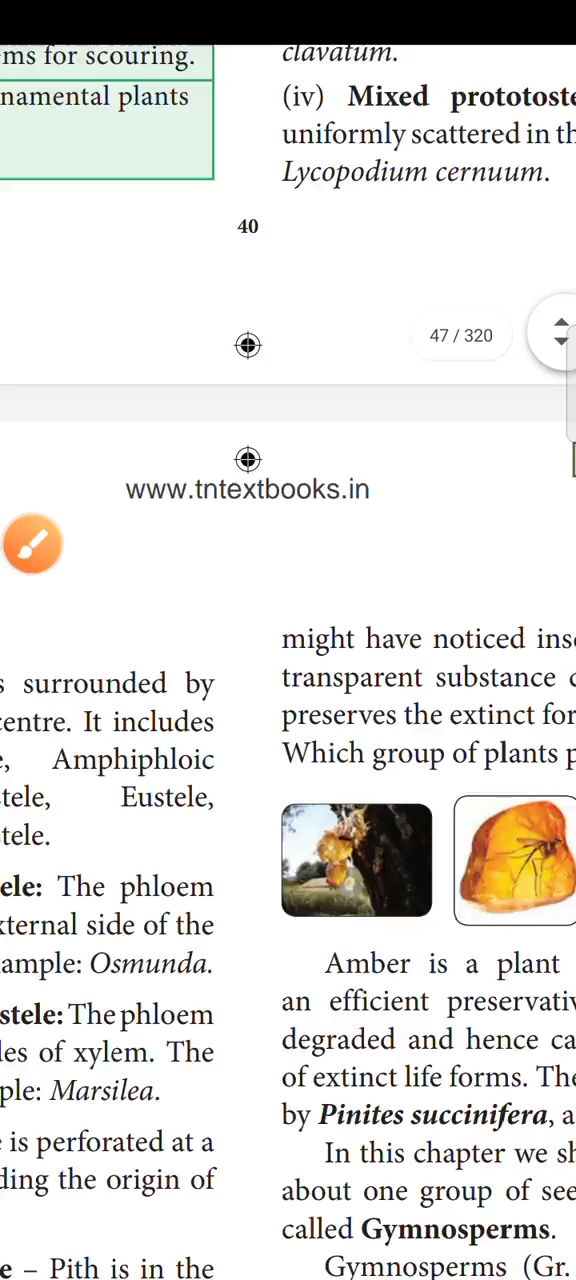 ems for scouring.
namental plants
clavatum.
(iv) Mixed prototoste
uniformly scattered in th
Lycopodium cernuum.
40
47 / 320
www.tntextbooks.in
s surrounded by
centre. It includes
e, Amphiphloic
tele, Eustele,
tele.
ele: The phloem
xternal side of the
ample: Osmunda.
stele: The phloem
les of xylem. The
ple: Marsilea.
e is perforated at a
ding the origin of
e – Pith is in the
might have noticed inse
transparent substance c
preserves the extinct for
Which group of plants p
Amber is a plant
an efficient preservativ
degraded and hence ca
of extinct life forms. The
by Pinites succinifera, a
In this chapter we sh
about one group of see
called Gymnosperms.
Gymnosperms (Gr.